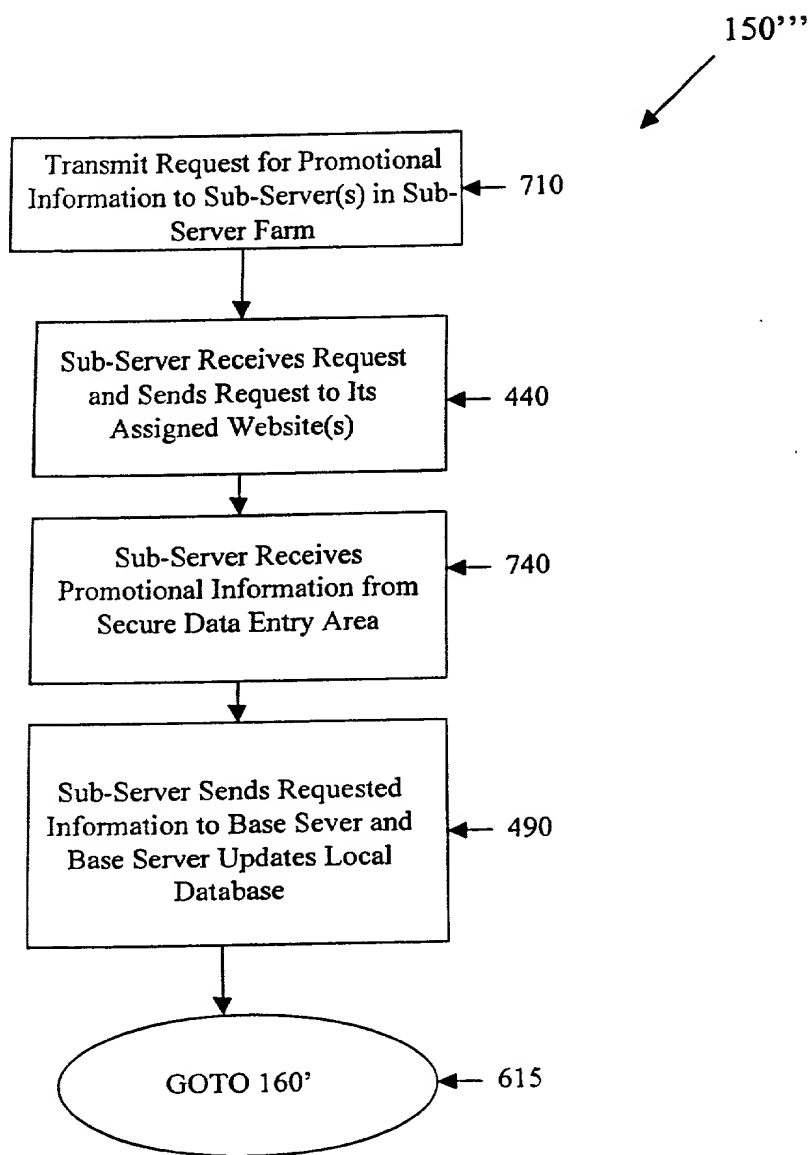 150’’’
Transmit Request for Promotional
Information to Sub-Server(s) in Sub-
Server Farm
710
Sub-Server Receives Request
and Sends Request to Its
Assigned Website(s)
440
Sub-Server Receives
Promotional Information from
Secure Data Entry Area
740
Sub-Server Sends Requested
Information to Base Sever and
Base Server Updates Local
Database
490
GOTO 160’
615